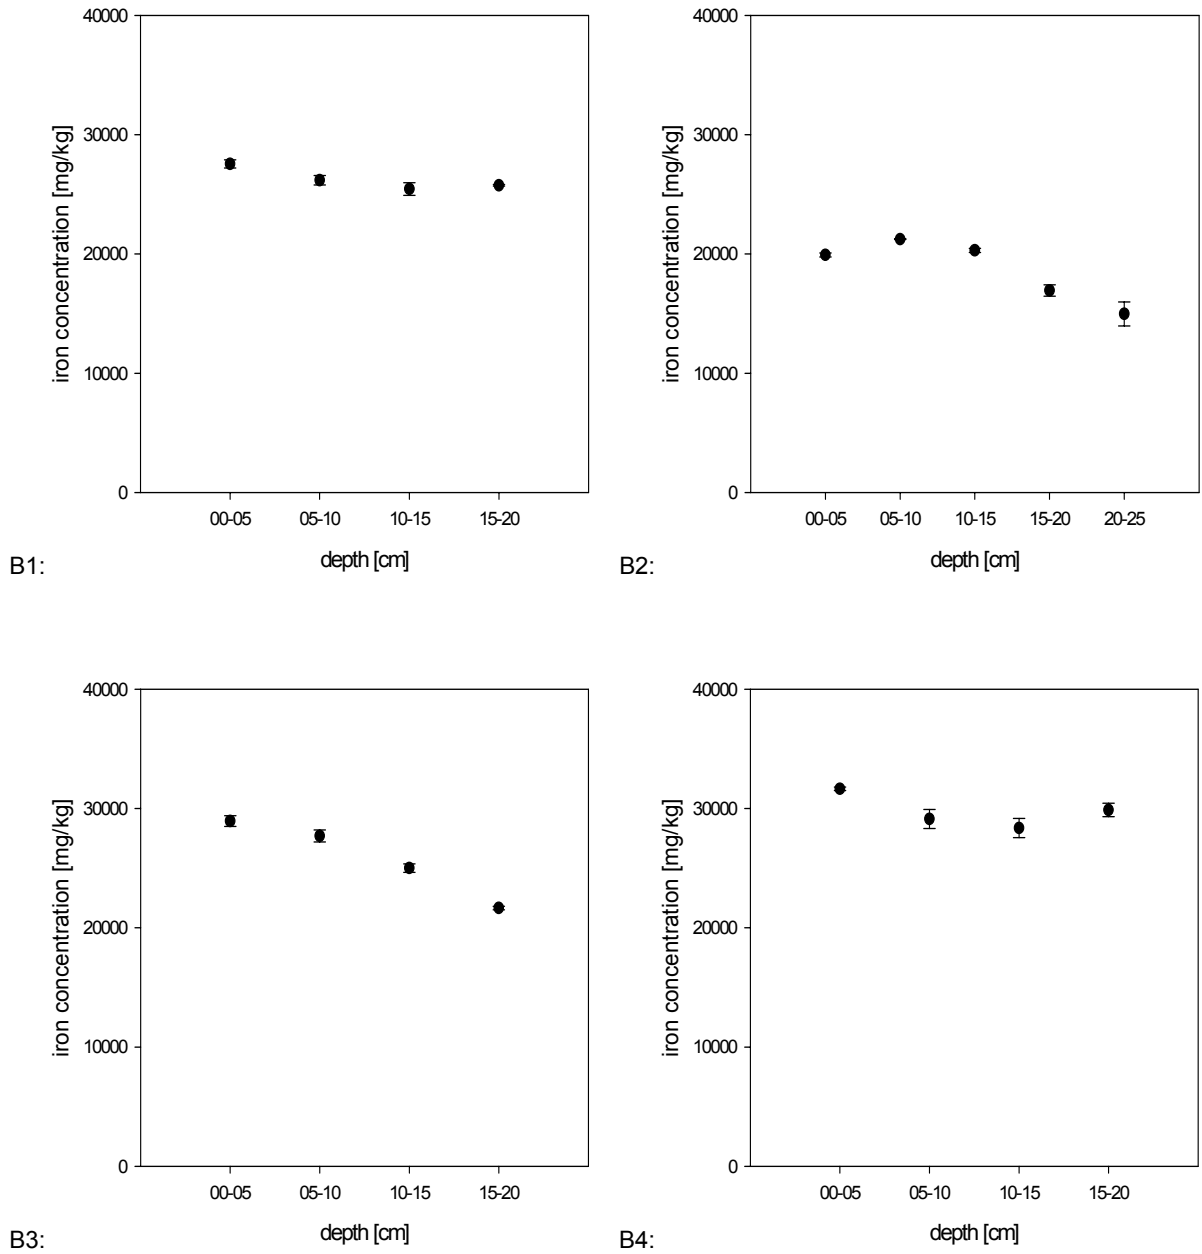 40000
30000
20000
10000
0
iron concentration [mg/kg]
00-05 05-10 10-15 15-20
depth [cm]
B1:
40000
30000
20000
10000
0
iron concentration [mg/kg]
00-05 05-10 10-15 15-20 20-25
depth [cm]
B2:
40000
30000
20000
10000
0
iron concentration [mg/kg]
00-05 05-10 10-15 15-20
depth [cm]
B3:
40000
30000
20000
10000
0
iron concentration [mg/kg]
00-05 05-10 10-15 15-20
depth [cm]
B4: